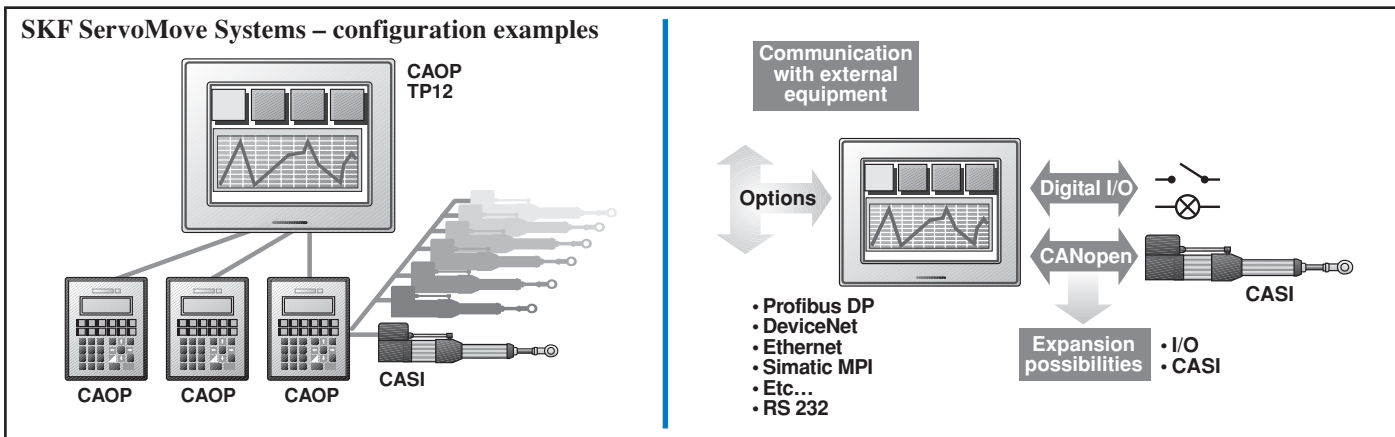 SKF ServoMove Systems – configuration examples
CAOP
TP12
CAOP
CAOP
CAOP
CASI
Communication
with external
equipment
Options
Digital I/O
CANopen
CASI
• Profibus DP
• DeviceNet
• Ethernet
• Simatic MPI
• Etc…
• RS 232
Expansion
possibilities
• I/O
• CASI